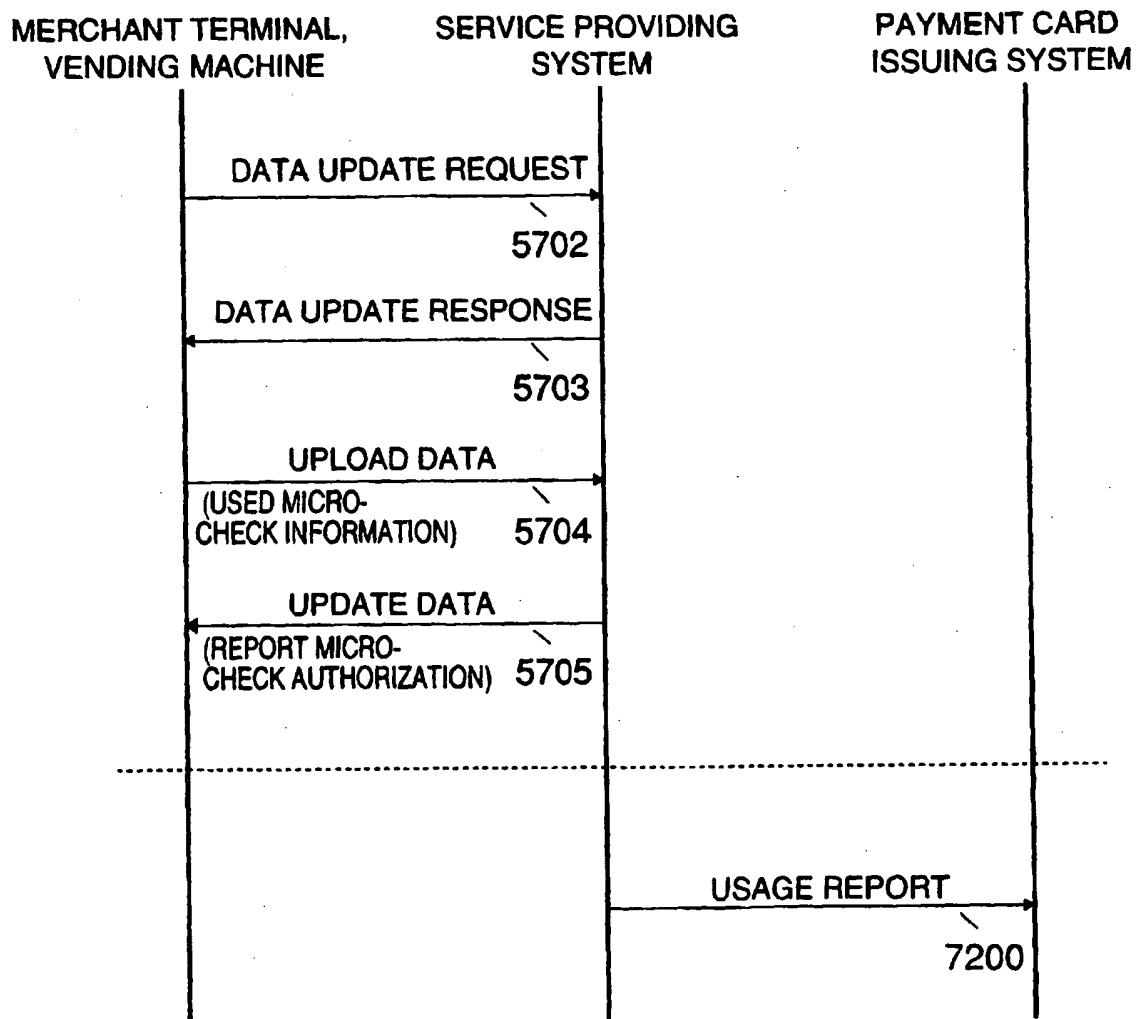 MERCHANT TERMINAL,
VENDING MACHINE
SERVICE PROVIDING
SYSTEM
PAYMENT CARD
ISSUING SYSTEM
DATA UPDATE REQUEST
5702
DATA UPDATE RESPONSE
5703
UPLOAD DATA
(USED MICRO-
CHECK INFORMATION)
5704
UPDATE DATA
(REPORT MICRO-
CHECK AUTHORIZATION)
5705
USAGE REPORT
7200